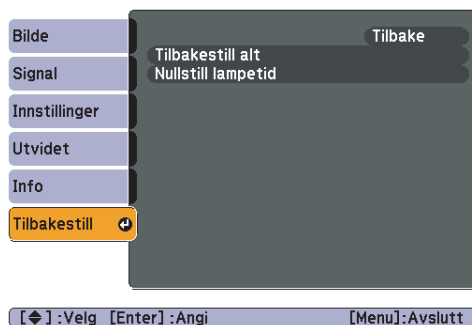 Bilde
Signal
Innstillinger
Utvidet
Info
Tilbakestill
Tilbake
Tilbakestill alt
Nullstill lampetid
[◆] :Velg [Enter] :Angi [Menu]:Avslutt